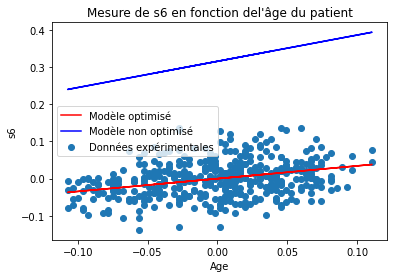 Mesure de s6 en fonction del'âge du patient
0.4
0.3
0.2
0.1
0.0
−0.1
s6
Modèle optimisé
Modèle non optimisé
Données expérimentales
−0.10
−0.05
0.00
0.05
0.10
Age